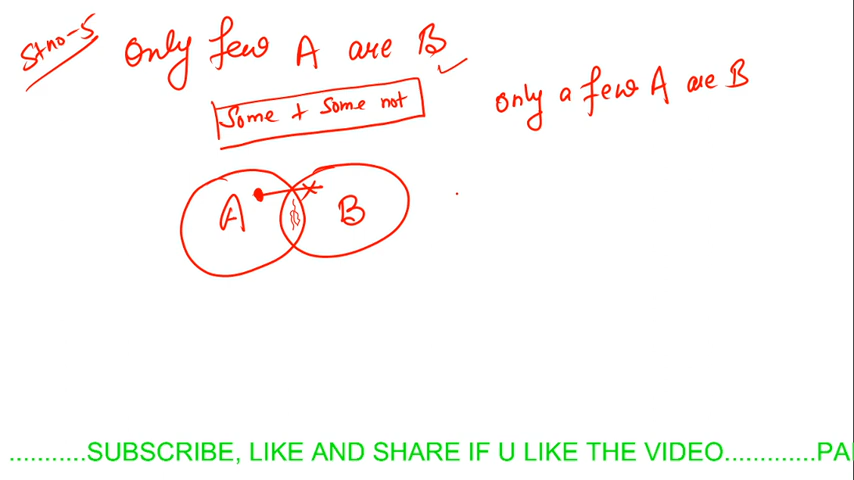 Stno-5
Only few A are B
Some + Some not
only a few A are B
A B
...........SUBSCRIBE, LIKE AND SHARE IF U LIKE THE VIDEO.............PA